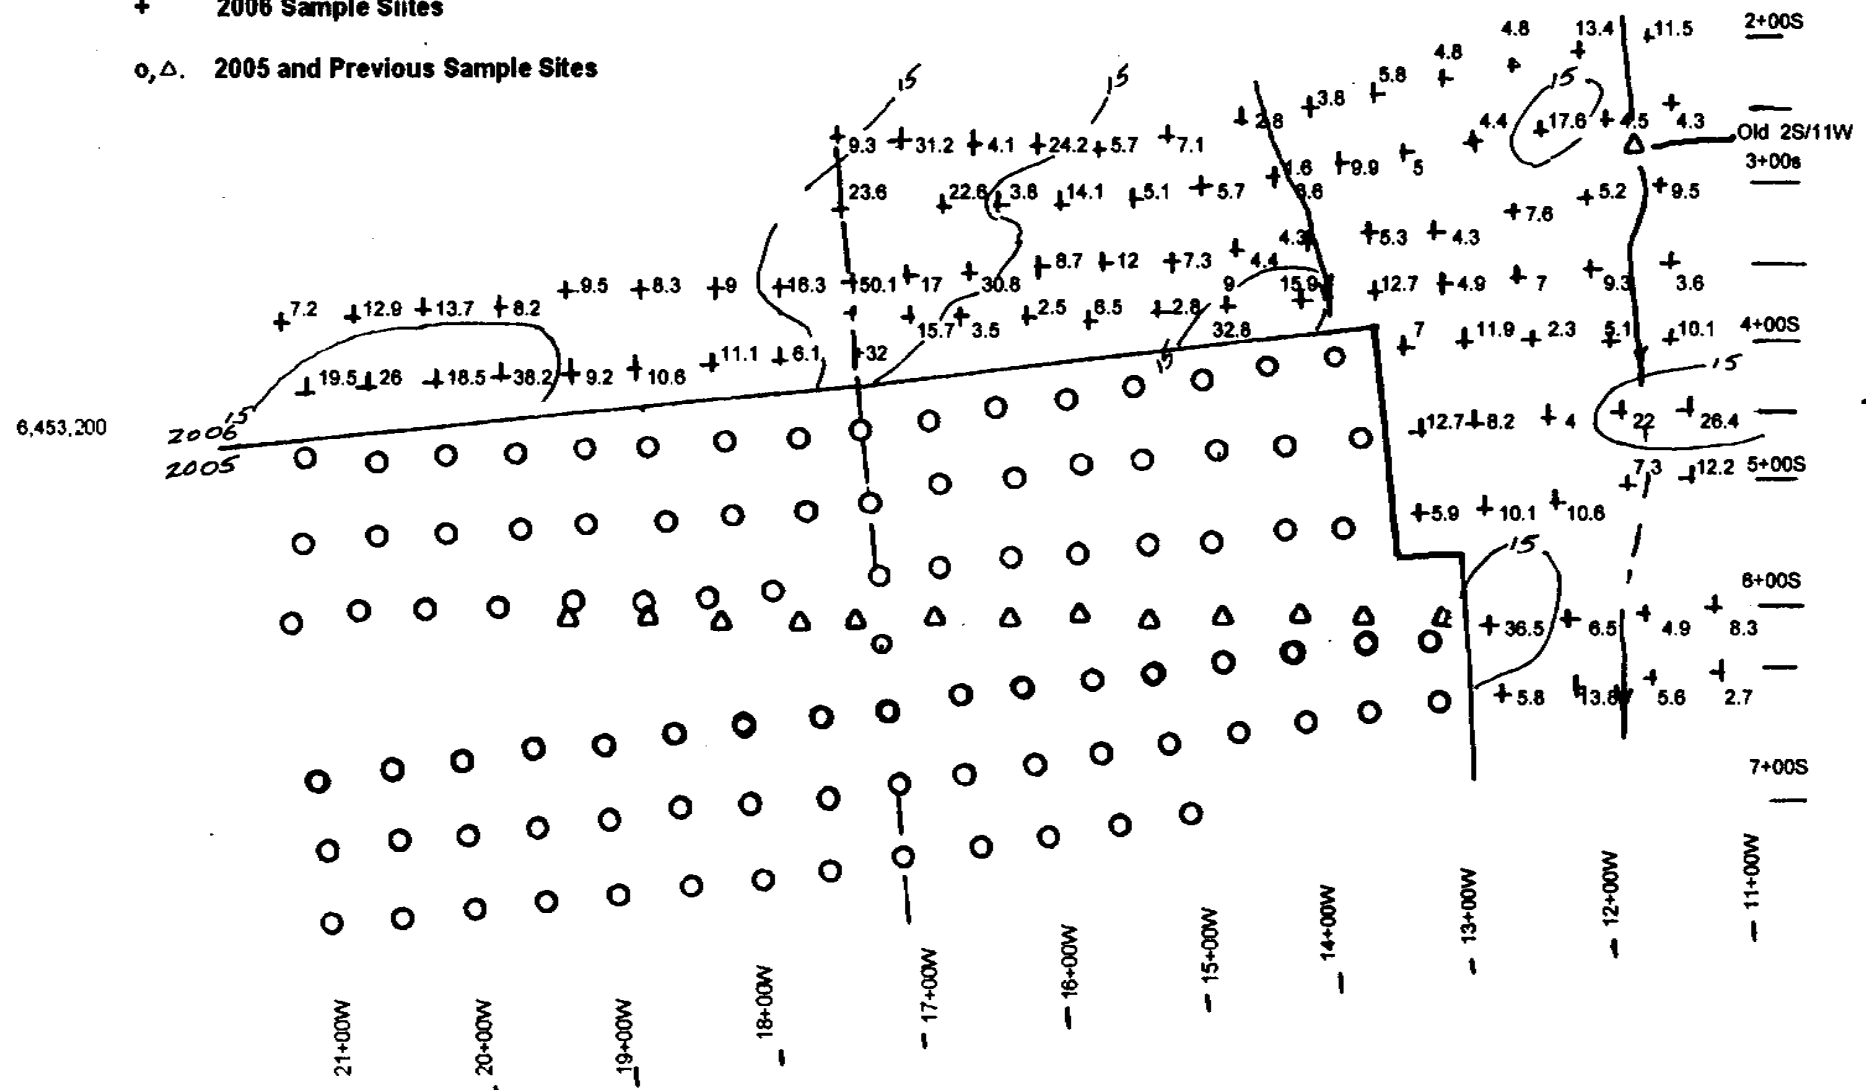 + 2006 Sample Siites
o,Δ. 2005 and Previous Sample Sites
4.8 13.4 11.5 2+00S
4.8
5.8
15 15 3.8 15
2.8 4.4 17.6 4.5 4.3
9.3 31.2 4.1 24.2 5.7 7.1 Old 2S/11W
1.6 9.9 5 3+00s
23.6 22.6 3.8 14.1 5.1 5.7 6.6 5.2 9.5
7.6
4.3 5.3 4.3
8.7 12 7.3 4.4
9.5 8.3 9 16.3 50.1 17 30.8 9 15.9 12.7 4.9 7 9.3 3.6
7.2 12.9 13.7 8.2
15.7 3.5 2.5 6.5 2.8 32.8 7 11.9 2.3 5.1 10.1 4+00S
11.1 6.1 32 15 15
19.5 26 18.5 38.2 9.2 10.6
15
6,453,200 2006
2005
12.7 8.2 4 22 26.4
7.3 12.2 5+00S
5.9 10.1 10.6
15
6+00S
36.5 6.5 4.9 8.3
5.8 13.8 5.6 2.7
7+00S
21+00W
20+00W
19+00W
18+00W
17+00W
16+00W
15+00W
14+00W
13+00W
12+00W
11+00W